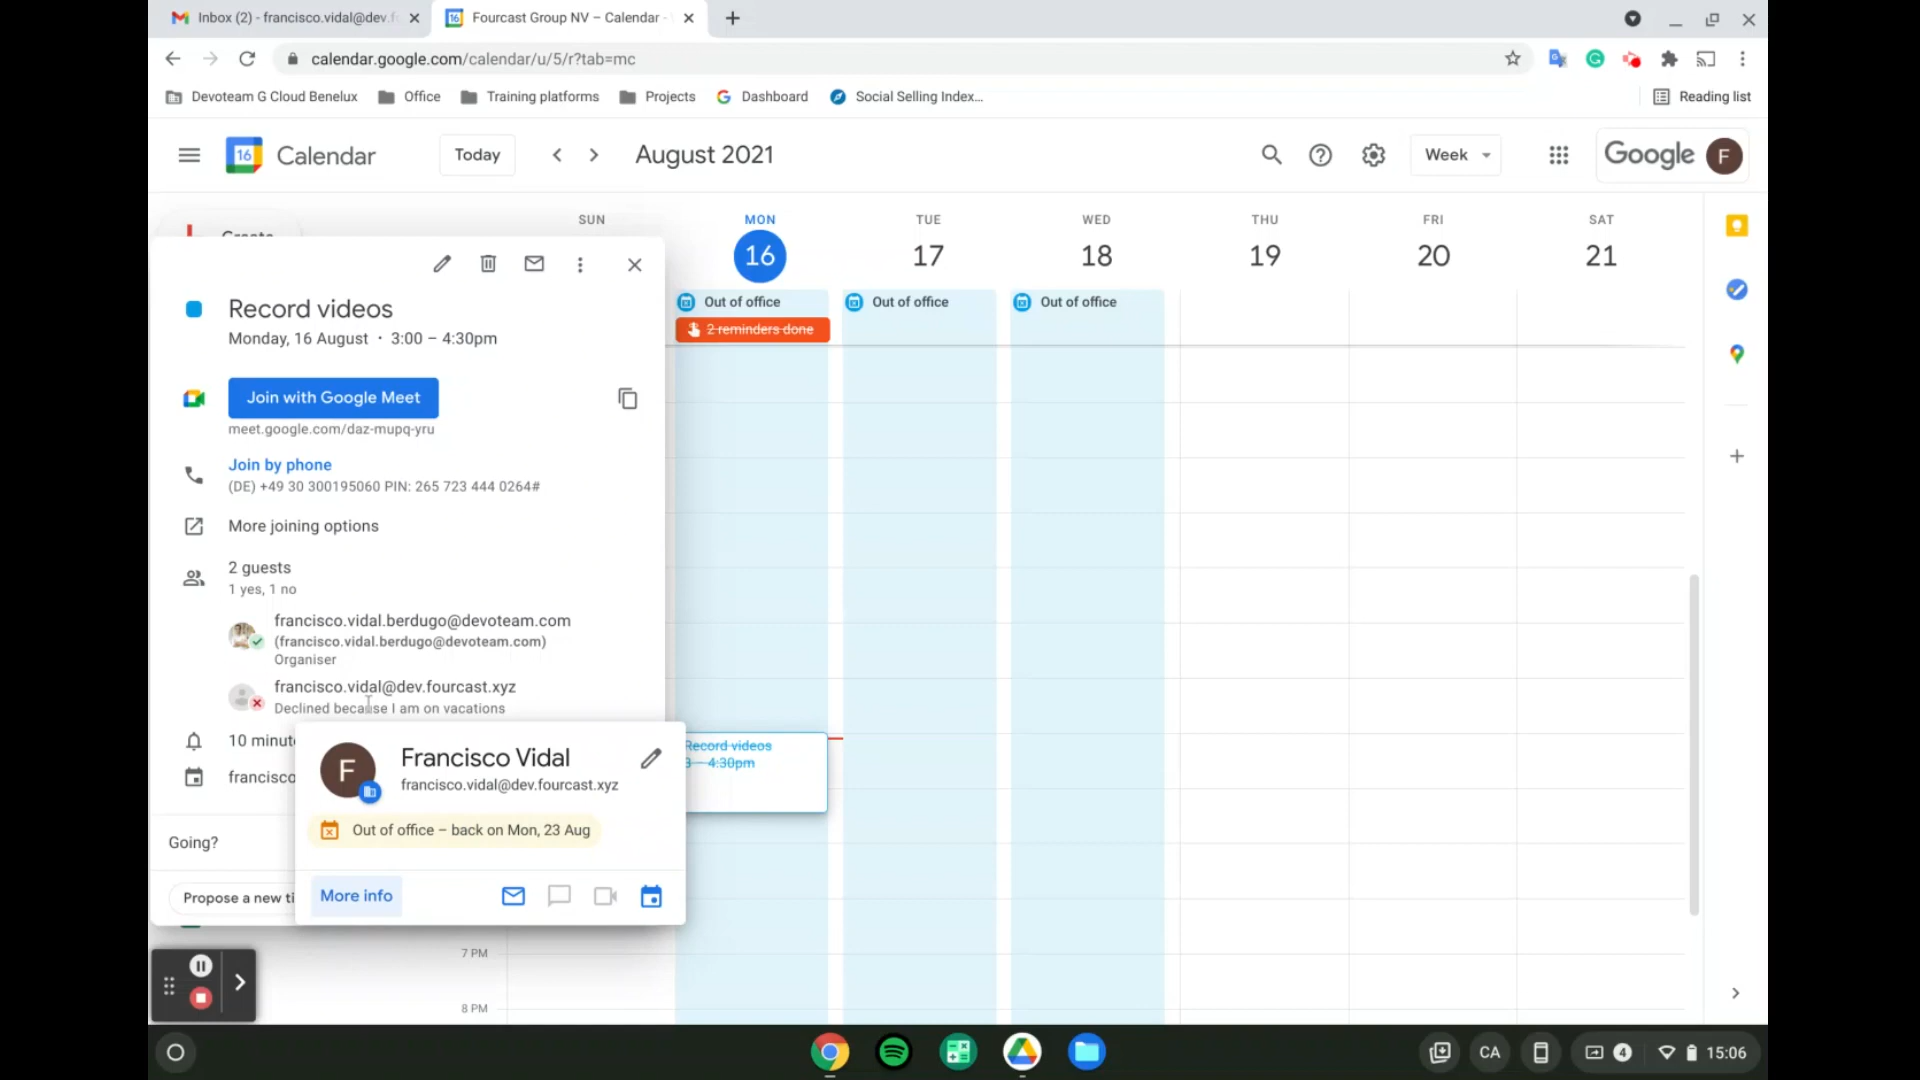 Inbox (2) - francisco.vidal@dev.f
Fourcast Group NV – Calendar -
calendar.google.com/calendar/u/5/r?tab=mc
Devoteam G Cloud Benelux
Office
Training platforms
Projects
Dashboard
Social Selling Index...
Reading list
16
Calendar
Today
August 2021
Week
Google
F
Create
SUN
MON
TUE
WED
THU
FRI
SAT
16
17
18
19
20
21
Out of office
Out of office
Out of office
2 reminders done
Record videos
Monday, 16 August · 3:00 – 4:30pm
Join with Google Meet
meet.google.com/daz-mupq-yru
Join by phone
(DE) +49 30 300195060 PIN: 265 723 444 0264#
More joining options
2 guests
1 yes, 1 no
francisco.vidal.berdugo@devoteam.com
(francisco.vidal.berdugo@devoteam.com)
Organiser
francisco.vidal@dev.fourcast.xyz
Declined because I am on vacations
10 minut
francisco
Record videos
3 – 4:30pm
F
Francisco Vidal
francisco.vidal@dev.fourcast.xyz
Out of office – back on Mon, 23 Aug
Going?
More info
Propose a new ti
7 PM
8 PM
CA
4
15:06